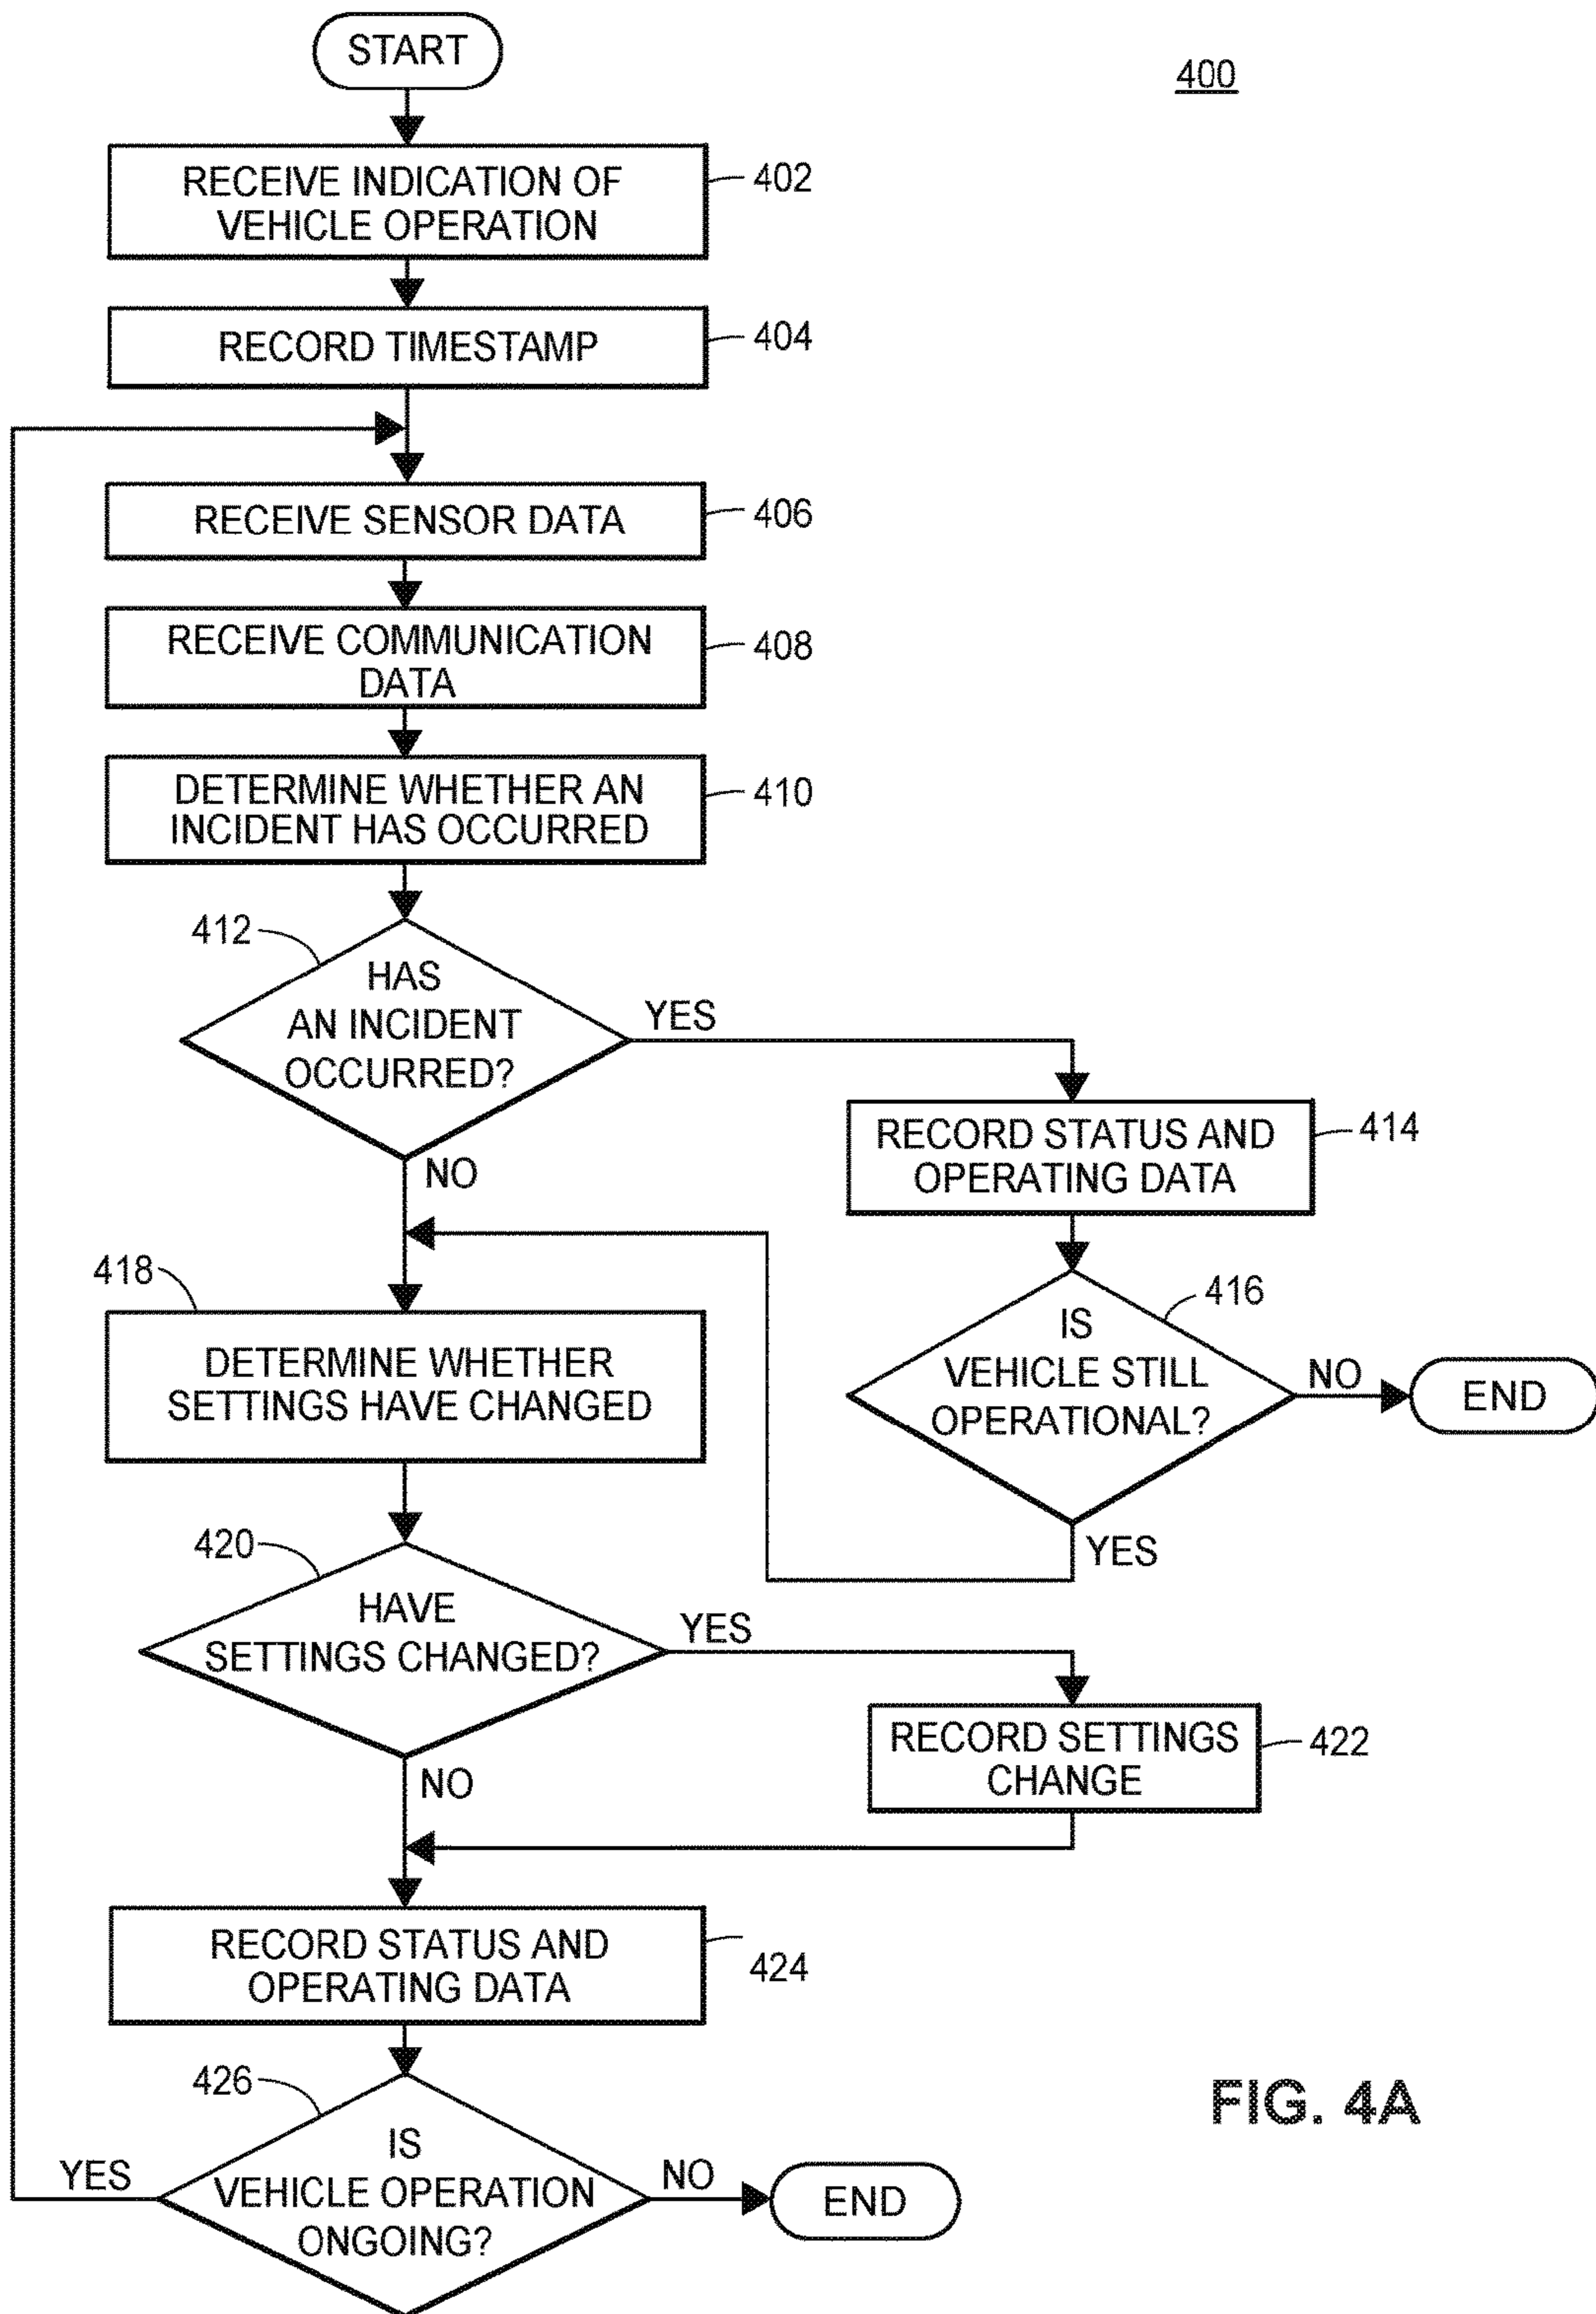 START
400
RECEIVE INDICATION OF
VEHICLE OPERATION
402
RECORD TIMESTAMP
404
RECEIVE SENSOR DATA
406
RECEIVE COMMUNICATION
DATA
408
DETERMINE WHETHER AN
INCIDENT HAS OCCURRED
410
412
HAS
AN INCIDENT
OCCURRED?
YES
NO
RECORD STATUS AND
OPERATING DATA
414
416
IS
VEHICLE STILL
OPERATIONAL?
NO
END
YES
418
DETERMINE WHETHER
SETTINGS HAVE CHANGED
420
HAVE
SETTINGS CHANGED?
YES
NO
RECORD SETTINGS
CHANGE
422
RECORD STATUS AND
OPERATING DATA
424
426
IS
VEHICLE OPERATION
ONGOING?
YES
NO
END
FIG. 4A